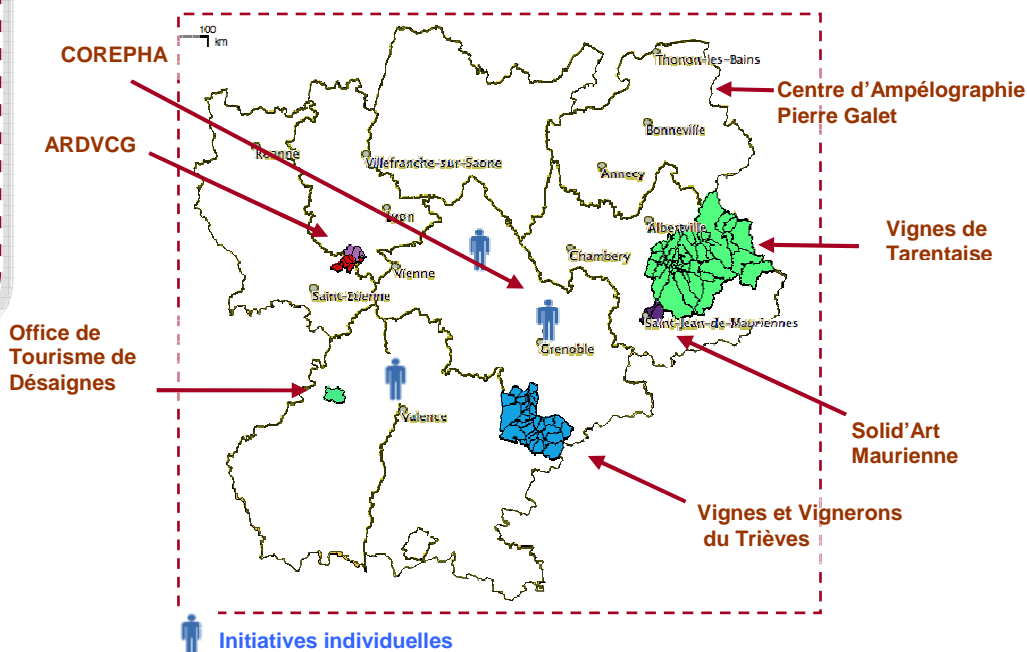 100
km
COREPHA
Thonon-les-Bains
Centre d'Ampélographie
Pierre Galet
Bonneville
ARDVCG
Roanne
Villefranche-sur-Saone
Annecy
Lyon
Albertville
Vignes de
Tarentaise
Chambery
Vienne
Saint-Etienne
Saint-Jean-de-Mauriennes
Office de
Tourisme de
Désaignes
Grenoble
Valence
Solid'Art
Maurienne
Vignes et Vignerons
du Trièves
Initiatives individuelles